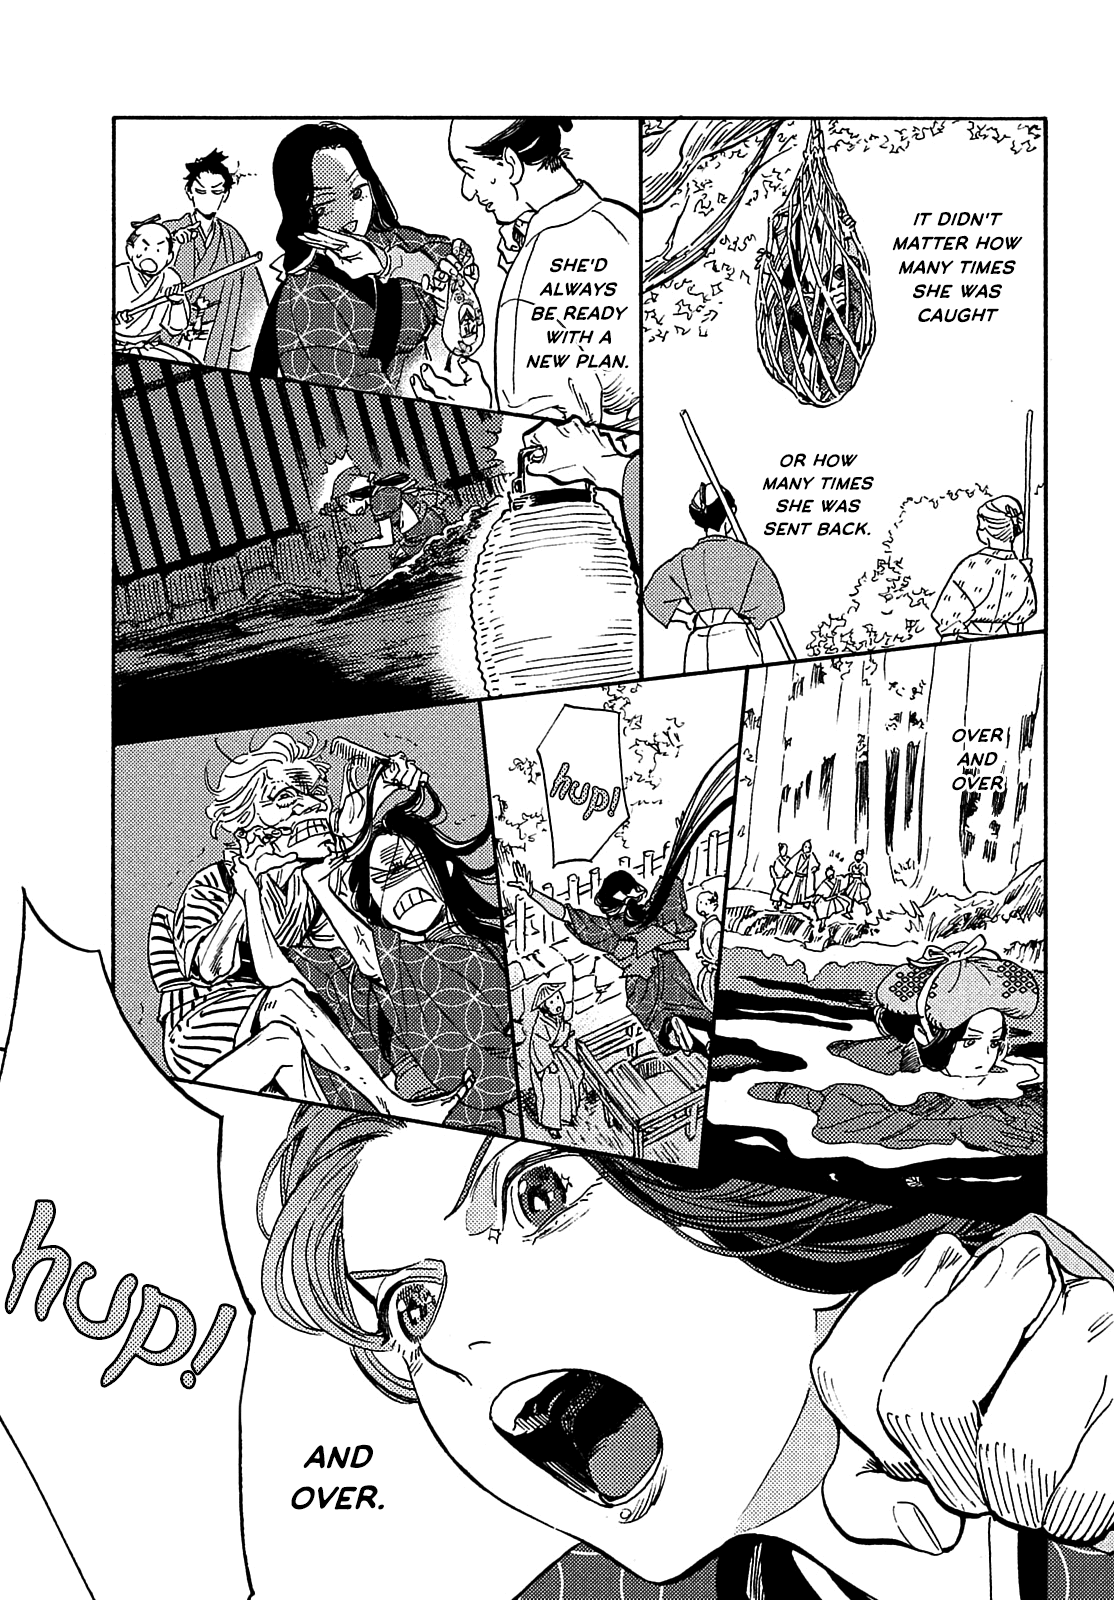 IT DIDN'T
MATTER HOW
MANY TIMES
SHE WAS
CAUGHT
OR HOW
MANY TIMES
SHE WAS
SENT BACK.
SHE'D
ALWAYS
BE READY
WITH A
NEW PLAN.
OVER
AND
OVER
hup!
hup!
AND
OVER.